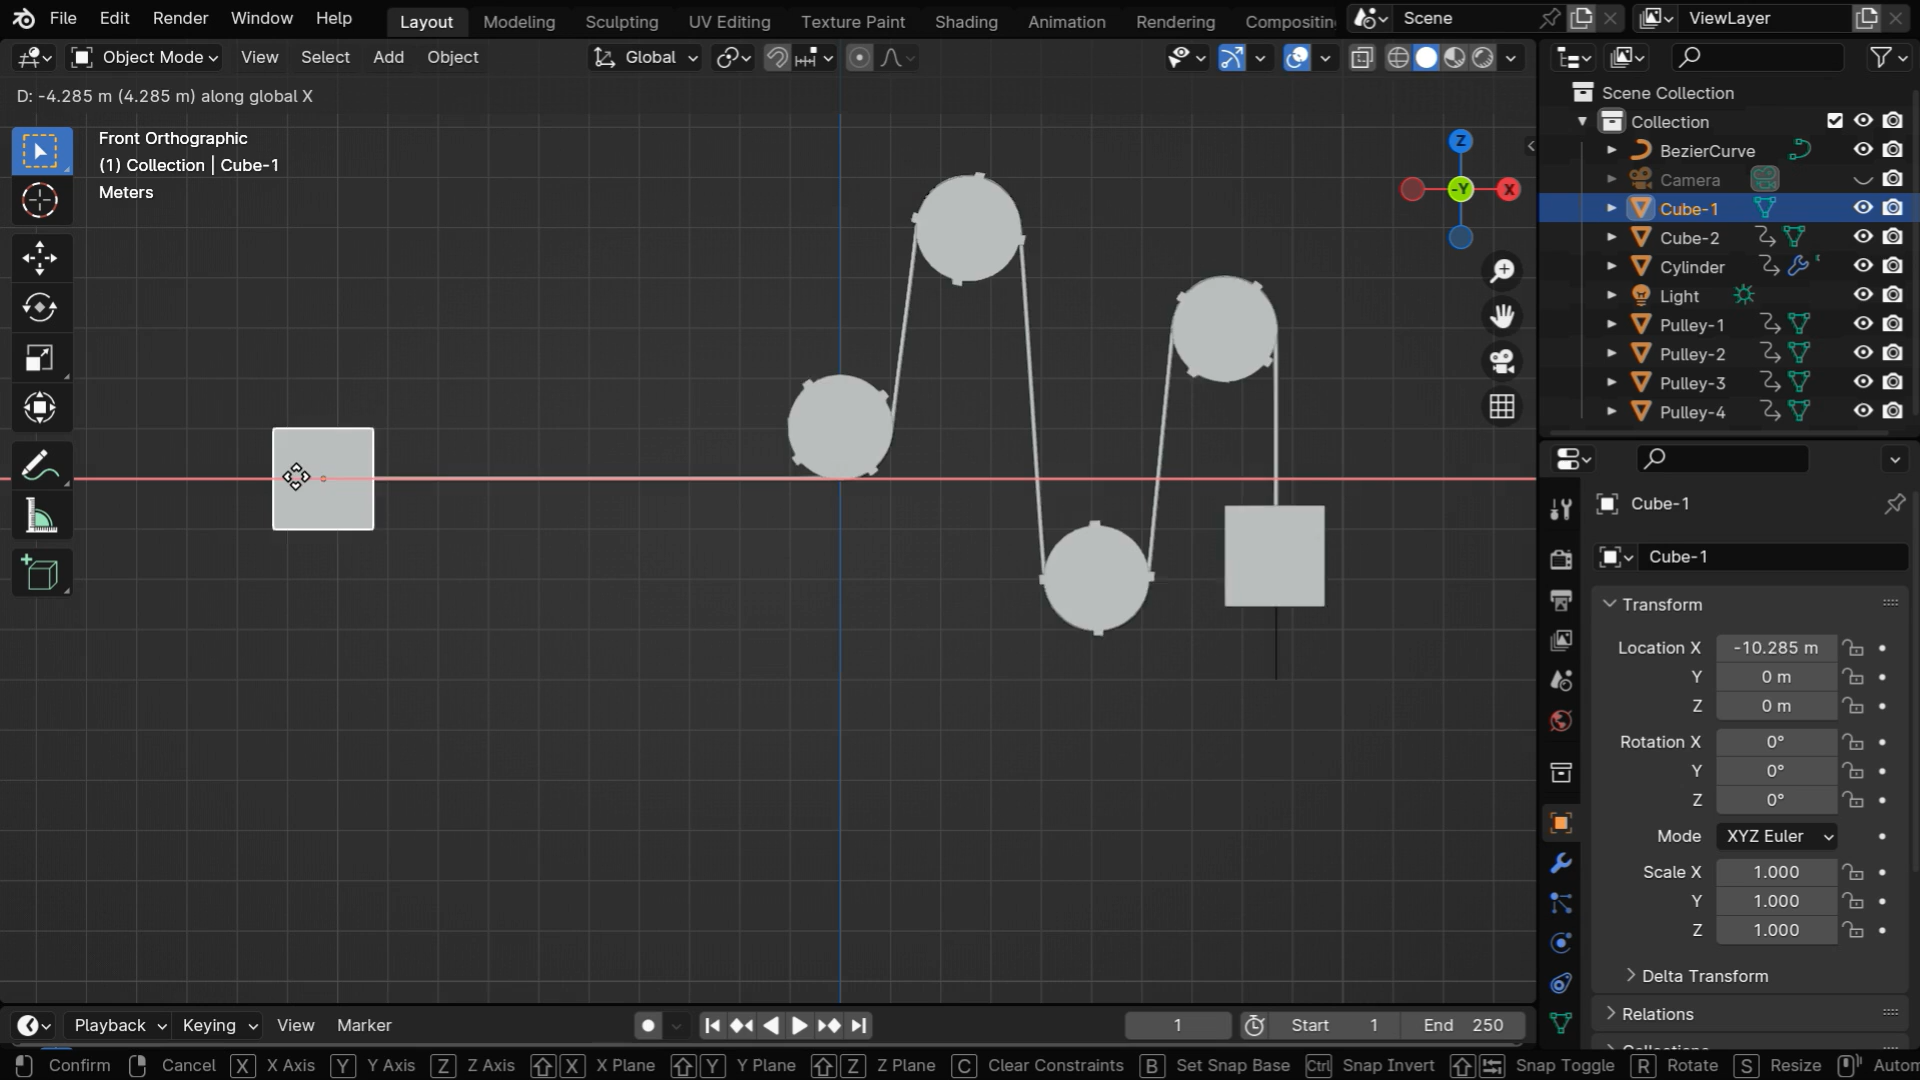 File Edit Render Window Help Layout Modeling Sculpting UV Editing Texture Paint Shading Animation Rendering Compositin Scene ViewLayer
Object Mode View Select Add Object Global
D: -4.285 m (4.285 m) along global X
Front Orthographic
(1) Collection | Cube-1
Meters
Z
-Y X
Scene Collection
Collection
BezierCurve
Camera
Cube-1
Cube-2
Cylinder
Light
Pulley-1
Pulley-2
Pulley-3
Pulley-4
Cube-1
Cube-1
Transform
Location X -10.285 m
Y 0 m
Z 0 m
Rotation X 0°
Y 0°
Z 0°
Mode XYZ Euler
Scale X 1.000
Y 1.000
Z 1.000
Delta Transform
Relations
Collections
Playback Keying View Marker 1 Start 1 End 250
Confirm Cancel X X Axis Y Y Axis Z Z Axis X X Plane Y Y Plane Z Z Plane C Clear Constraints B Set Snap Base Ctrl Snap Invert Snap Toggle R Rotate S Resize Auton